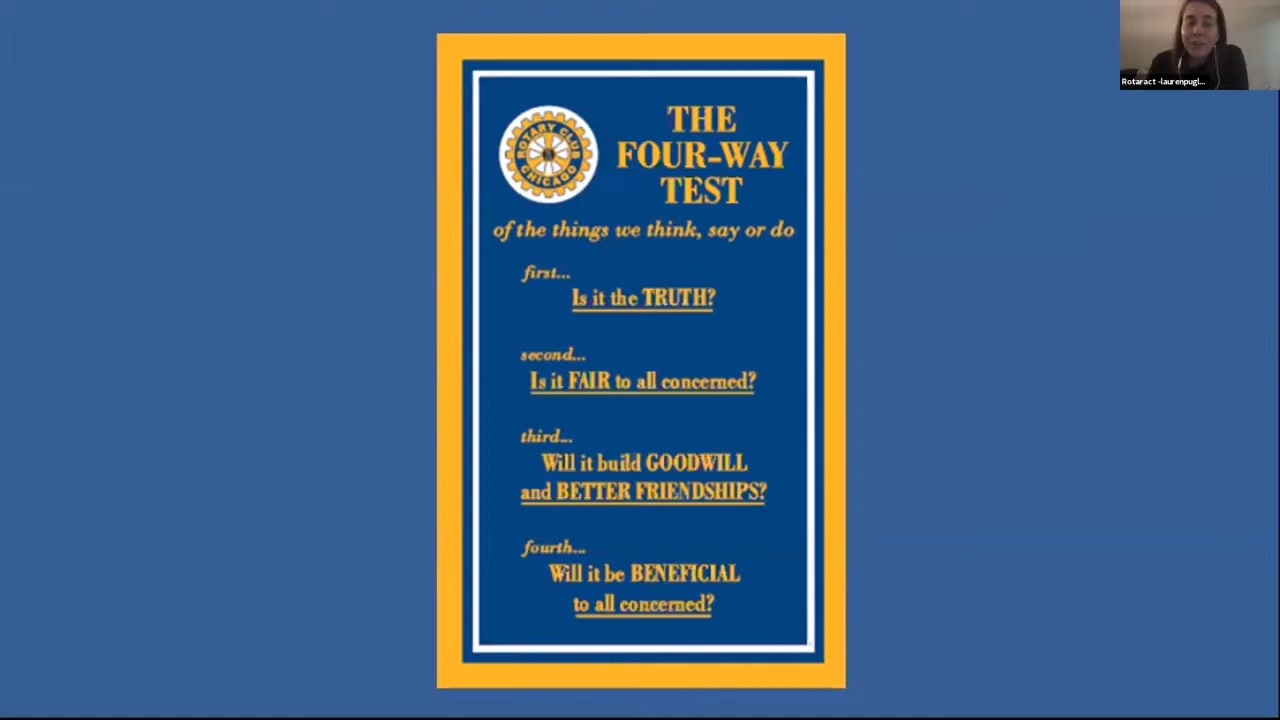 ROTARY CLUB
CHICAGO
THE
FOUR-WAY
TEST
of the things we think, say or do
first...
Is it the TRUTH?
second...
Is it FAIR to all concerned?
third...
Will it build GOODWILL
and BETTER FRIENDSHIPS?
fourth...
Will it be BENEFICIAL
to all concerned?
Rotaract -laurenpugl...